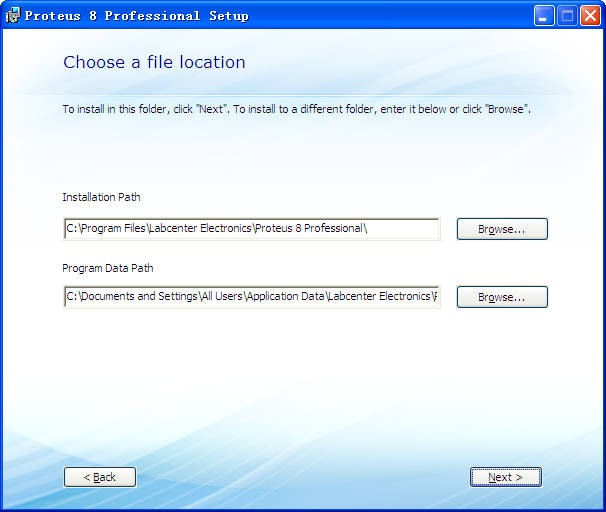 Proteus 8 Professional Setup
Choose a file location
To install in this folder, click "Next". To install to a different folder, enter it below or click "Browse".
Installation Path
C:\Program Files\Labcenter Electronics\Proteus 8 Professional\
Browse...
Program Data Path
C:\Documents and Settings\All Users\Application Data\Labcenter Electronics\
Browse...
< Back
Next >